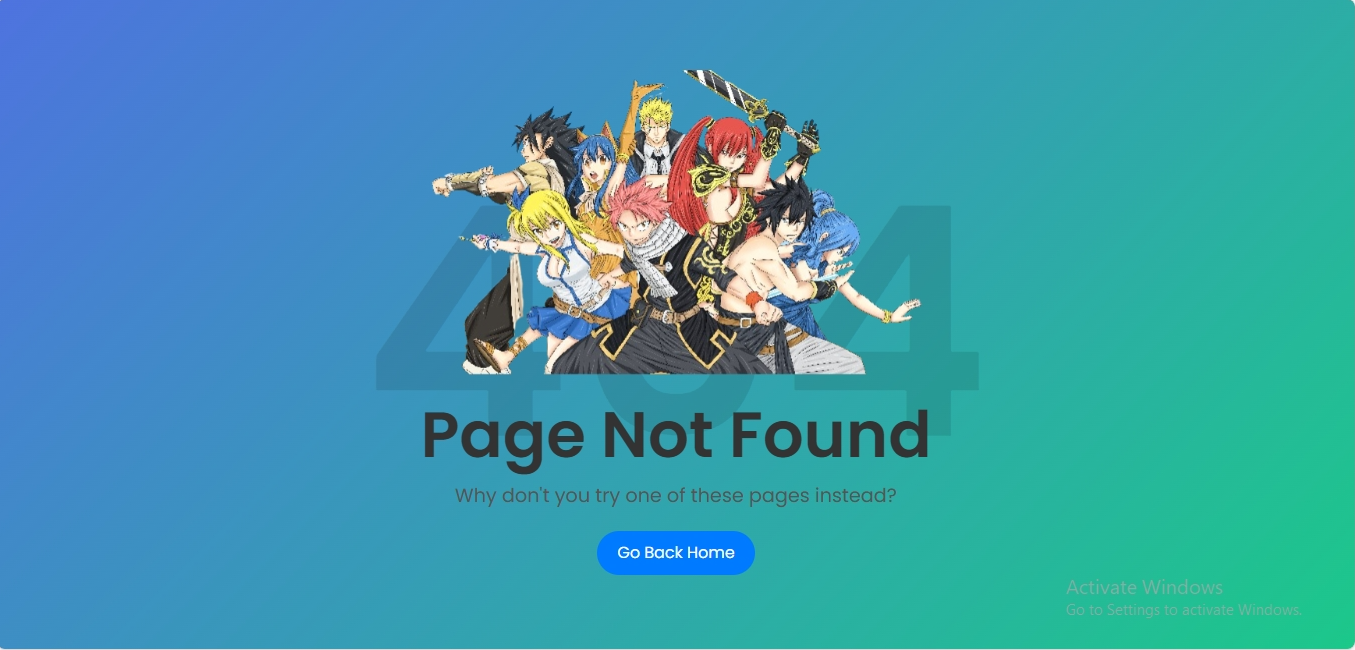 404
Page Not Found
Why don't you try one of these pages instead?
Go Back Home
Activate Windows
Go to Settings to activate Windows.